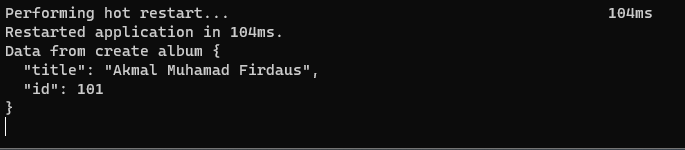 Performing hot restart... 104ms
Restarted application in 104ms.
Data from create album {
  "title": "Akmal Muhamad Firdaus",
  "id": 101
}